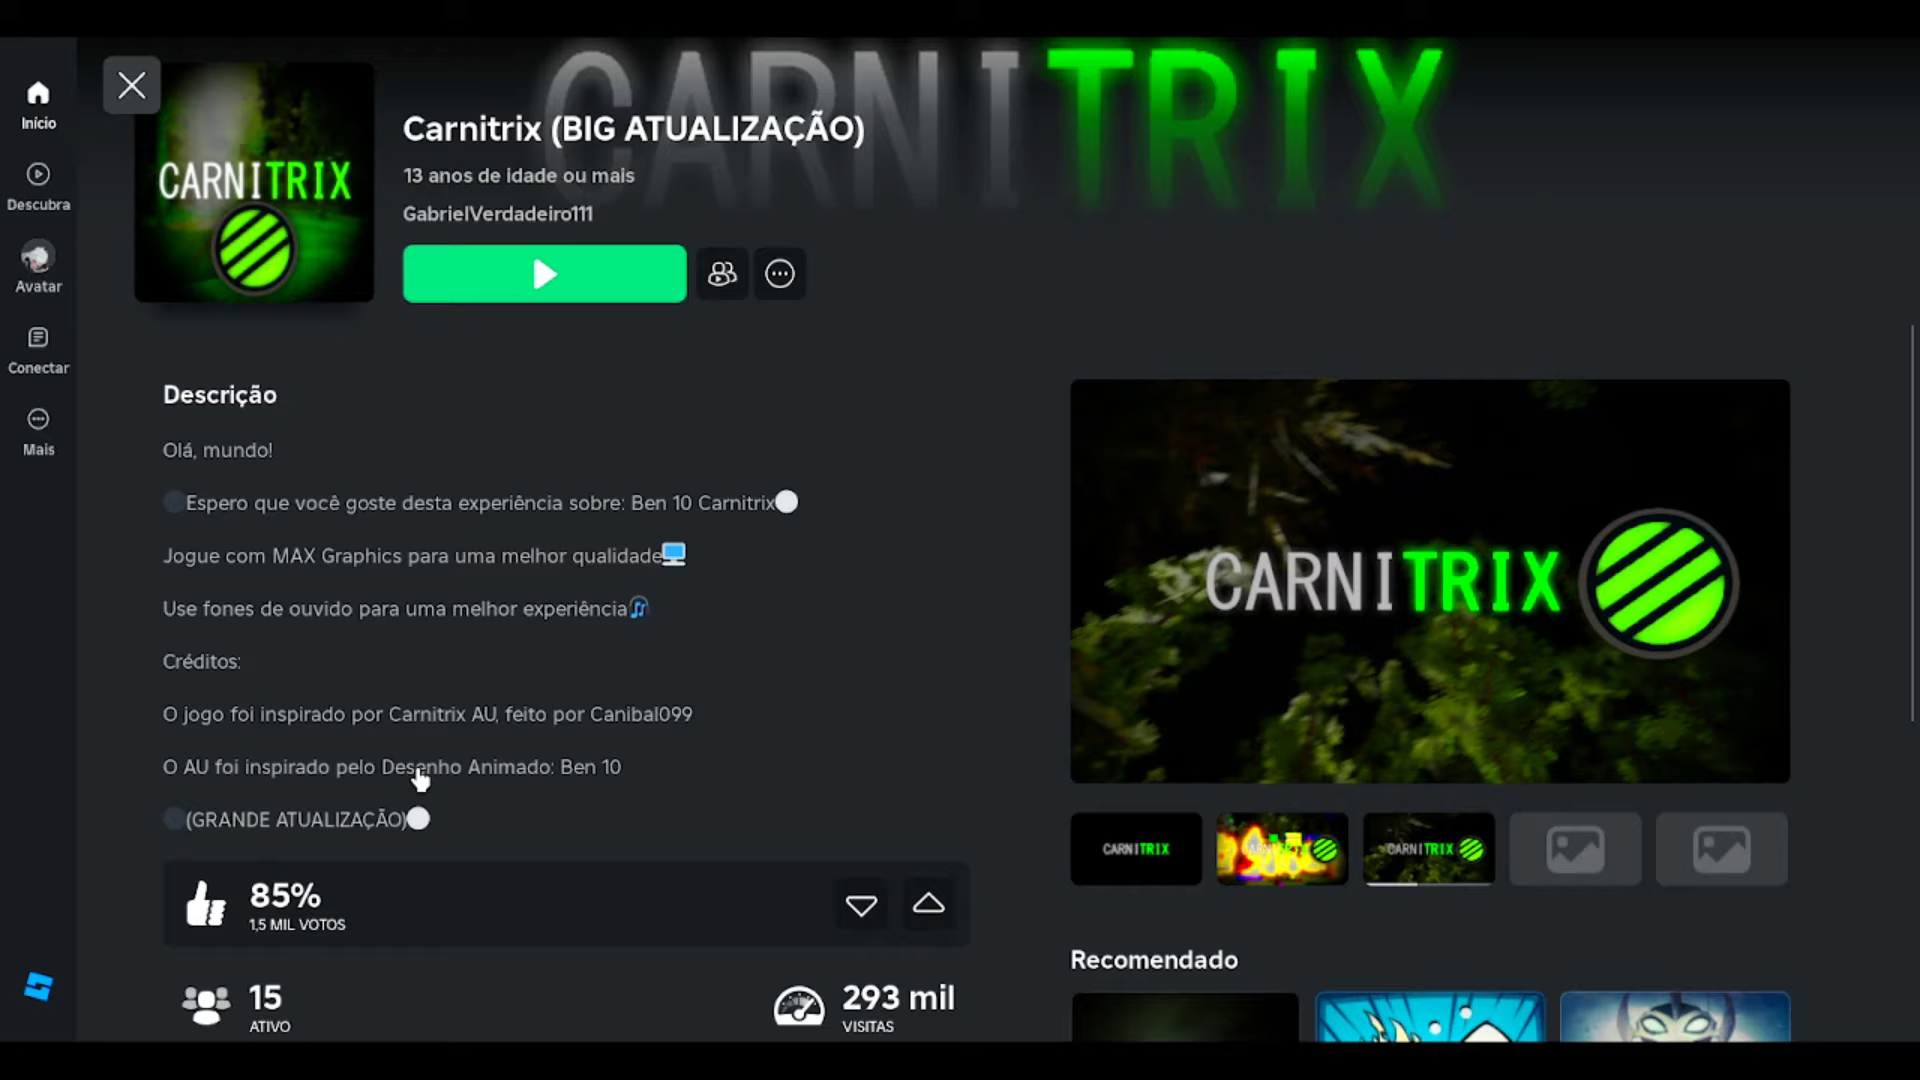 CARNITRIX
Início
Descubra
Avatar
Conectar
Mais
CARNITRIX
Carnitrix (BIG ATUALIZAÇÃO)
13 anos de idade ou mais
GabrielVerdadeiro111
Descrição
Olá, mundo!
Espero que você goste desta experiência sobre: Ben 10 Carnitrix
Jogue com MAX Graphics para uma melhor qualidade
Use fones de ouvido para uma melhor experiência
Créditos:
O jogo foi inspirado por Carnitrix AU, feito por Canibal099
O AU foi inspirado pelo Desenho Animado: Ben 10
(GRANDE ATUALIZAÇÃO)
85%
1,5 MIL VOTOS
15
ATIVO
293 mil
VISITAS
CARNITRIX
CARNITRIX
CARNITRIX
Recomendado